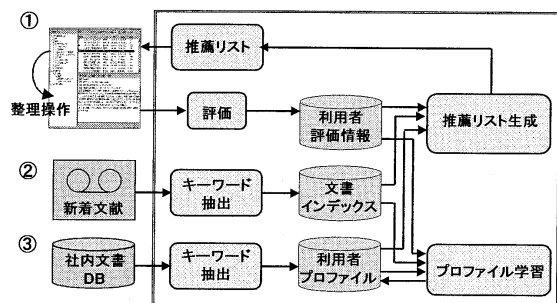 ①
推薦リスト
整理操作
評価
利用者
評価情報
推薦リスト生成
②
新着文献
キーワード
抽出
文書
インデックス
③
社内文書
DB
キーワード
抽出
利用者
プロファイル
プロファイル学習